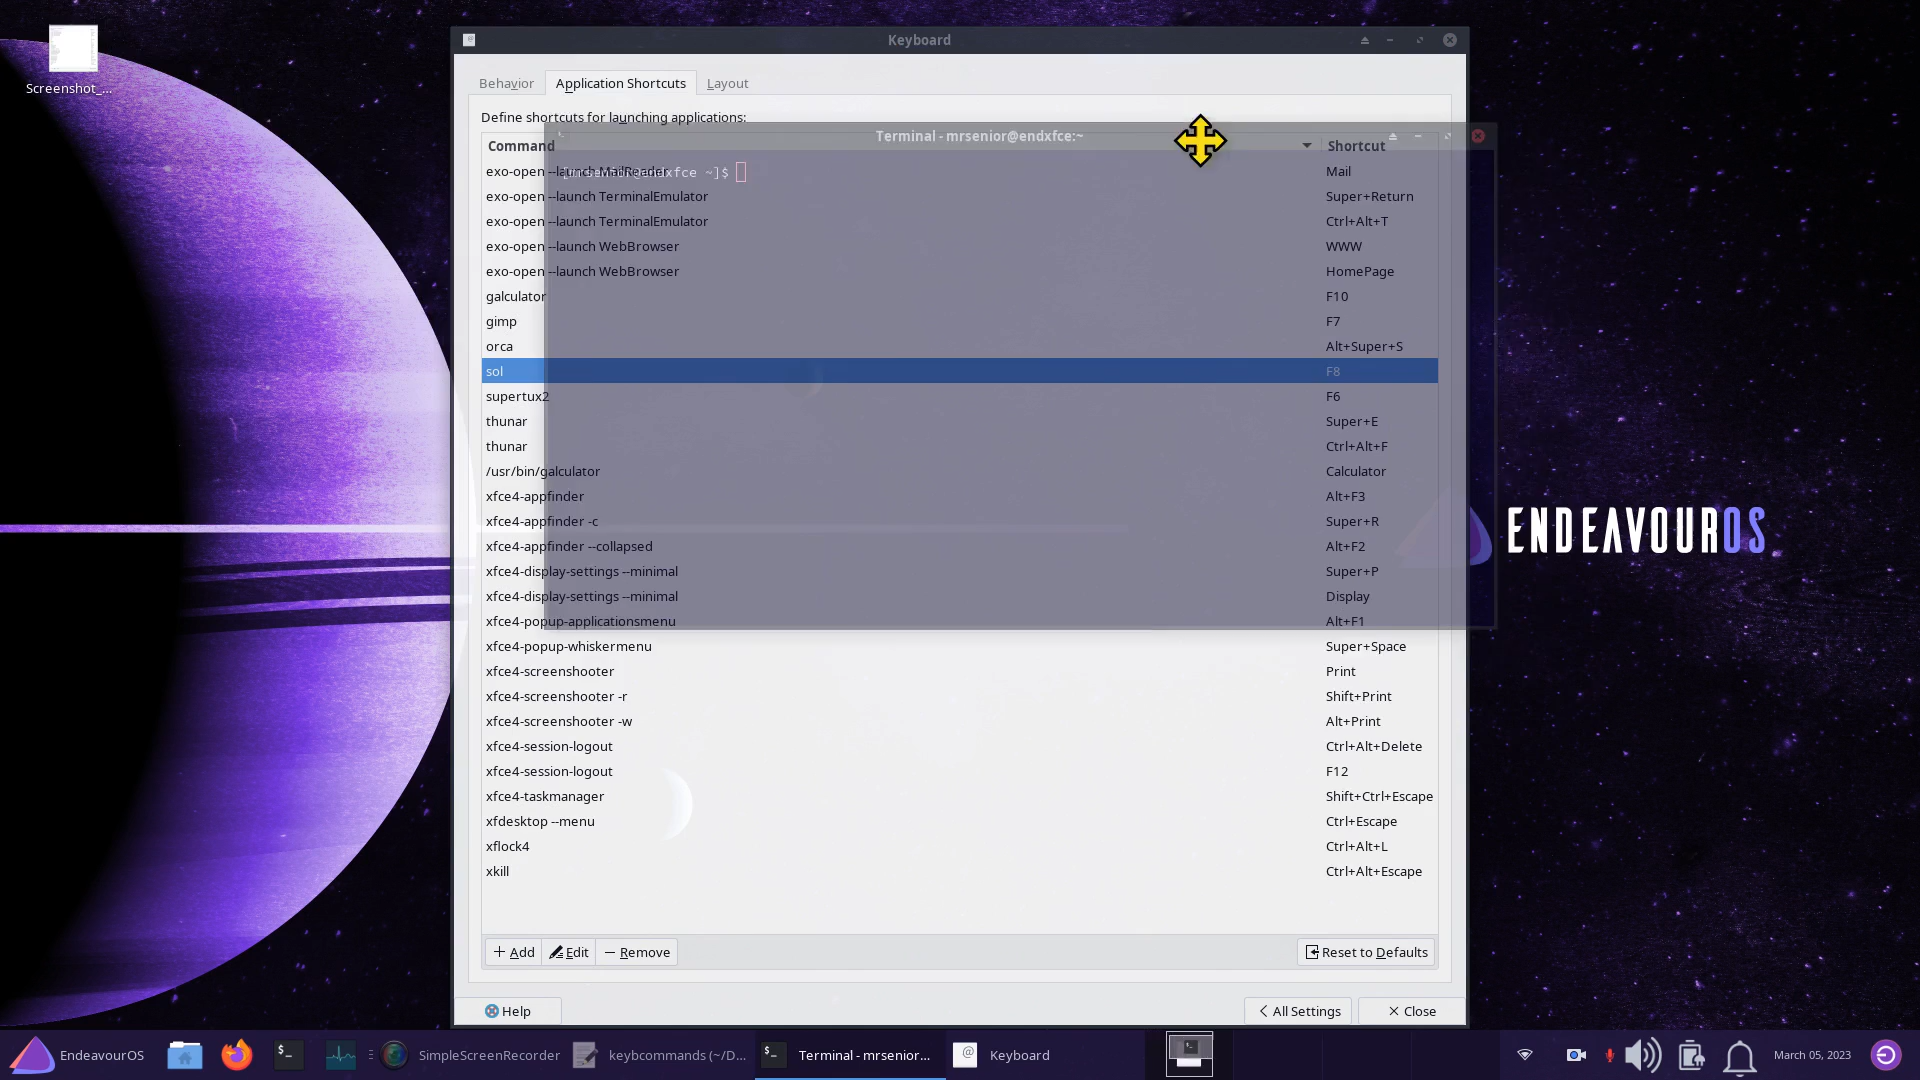 Screenshot_...
Keyboard
Behavior Application Shortcuts Layout
Define shortcuts for launching applications:
Terminal - mrsenior@endxfce:~
Command Shortcut
[mrsenior@endxfce ~]$
exo-open --launch MailReader Mail
exo-open --launch TerminalEmulator Super+Return
exo-open --launch TerminalEmulator Ctrl+Alt+T
exo-open --launch WebBrowser WWW
exo-open --launch WebBrowser HomePage
galculator F10
gimp F7
orca Alt+Super+S
sol F8
supertux2 F6
thunar Super+E
thunar Ctrl+Alt+F
/usr/bin/galculator Calculator
xfce4-appfinder Alt+F3
xfce4-appfinder -c Super+R
xfce4-appfinder --collapsed Alt+F2
xfce4-display-settings --minimal Super+P
xfce4-display-settings --minimal Display
xfce4-popup-applicationsmenu Alt+F1
xfce4-popup-whiskermenu Super+Space
xfce4-screenshooter Print
xfce4-screenshooter -r Shift+Print
xfce4-screenshooter -w Alt+Print
xfce4-session-logout Ctrl+Alt+Delete
xfce4-session-logout F12
xfce4-taskmanager Shift+Ctrl+Escape
xfdesktop --menu Ctrl+Escape
xflock4 Ctrl+Alt+L
xkill Ctrl+Alt+Escape
ENDEAVOUROS
Add Edit Remove Reset to Defaults
Help All Settings Close
EndeavourOS SimpleScreenRecorder keybcommands (~/D... Terminal - mrsenior... Keyboard March 05, 2023